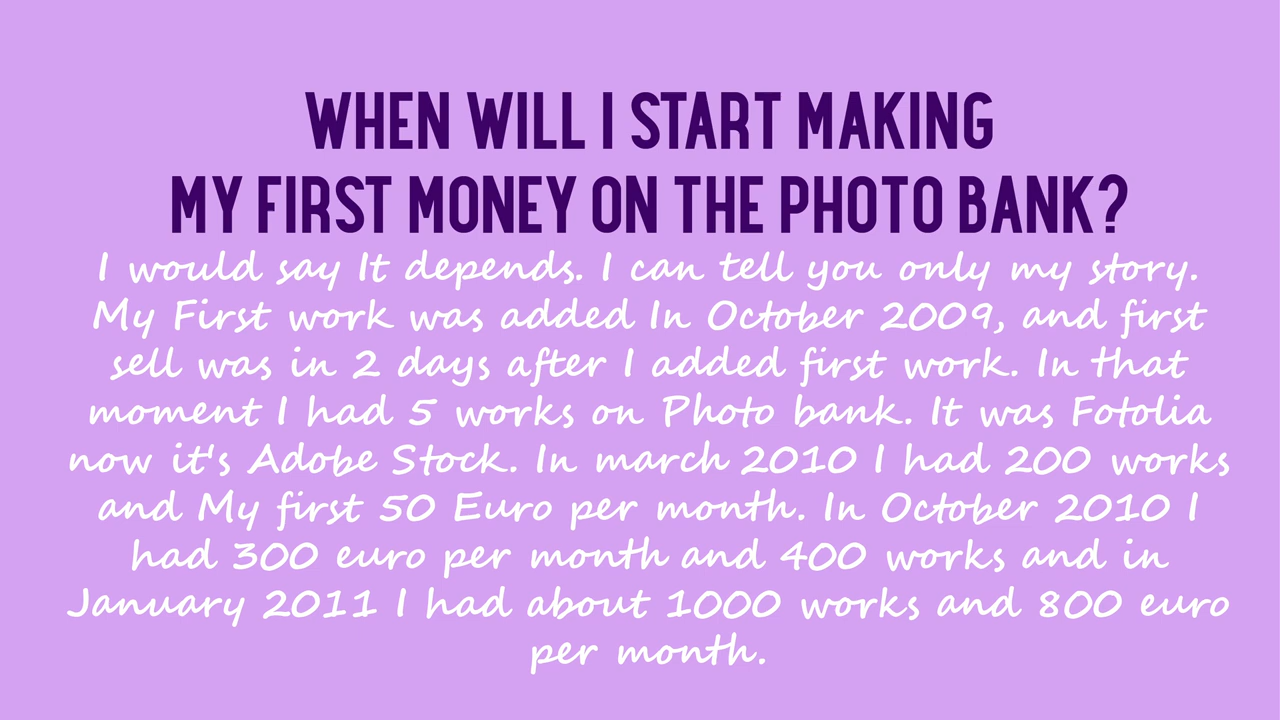 WHEN WILL I START MAKING
MY FIRST MONEY ON THE PHOTO BANK?
I would say It depends. I can tell you only my story.
My First work was added In October 2009, and first
sell was in 2 days after I added first work. In that
moment I had 5 works on Photo bank. It was Fotolia
now it's Adobe Stock. In march 2010 I had 200 works
and My first 50 Euro per month. In October 2010 I
had 300 euro per month and 400 works and in
January 2011 I had about 1000 works and 800 euro
per month.